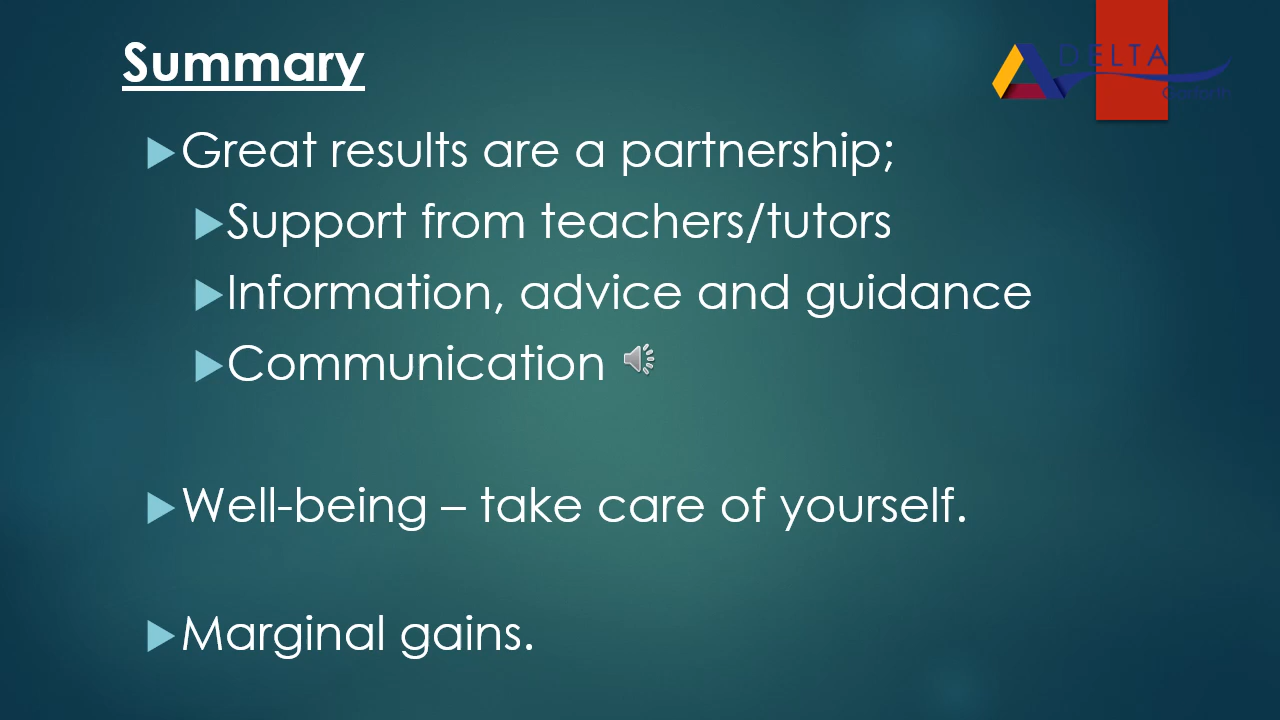 Summary
DELTA
Great results are a partnership;
Support from teachers/tutors
Information, advice and guidance
Communication
Well-being – take care of yourself.
Marginal gains.